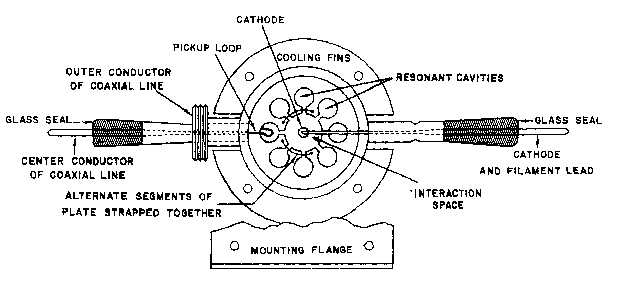 CATHODE
PICKUP LOOP
COOLING FINS
OUTER CONDUCTOR
OF COAXIAL LINE
RESONANT CAVITIES
GLASS SEAL
GLASS SEAL
CENTER CONDUCTOR
OF COAXIAL LINE
CATHODE
AND FILAMENT LEAD
ALTERNATE SEGMENTS OF
PLATE STRAPPED TOGETHER
INTERACTION
SPACE
MOUNTING FLANGE